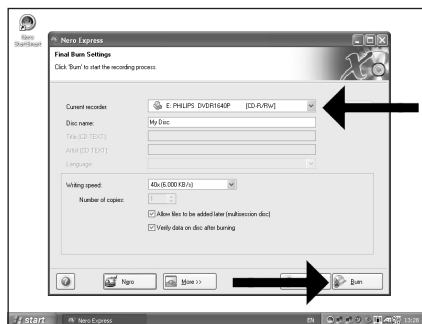 Nero
StartSmart
Nero Express
Final Burn Settings
Click 'Burn' to start the recording process.
Current recorder:
E: PHILIPS DVDR1640P [CD-R/RW]
Disc name:
My Disc
Title (CD TEXT):
Artist (CD TEXT):
Language:
Writing speed:
40x (6.000 KB/s)
Number of copies:
1
Allow files to be added later (multisession disc)
Verify data on disc after burning
Nero
More >>
Burn
start
Nero Express
EN
13:28